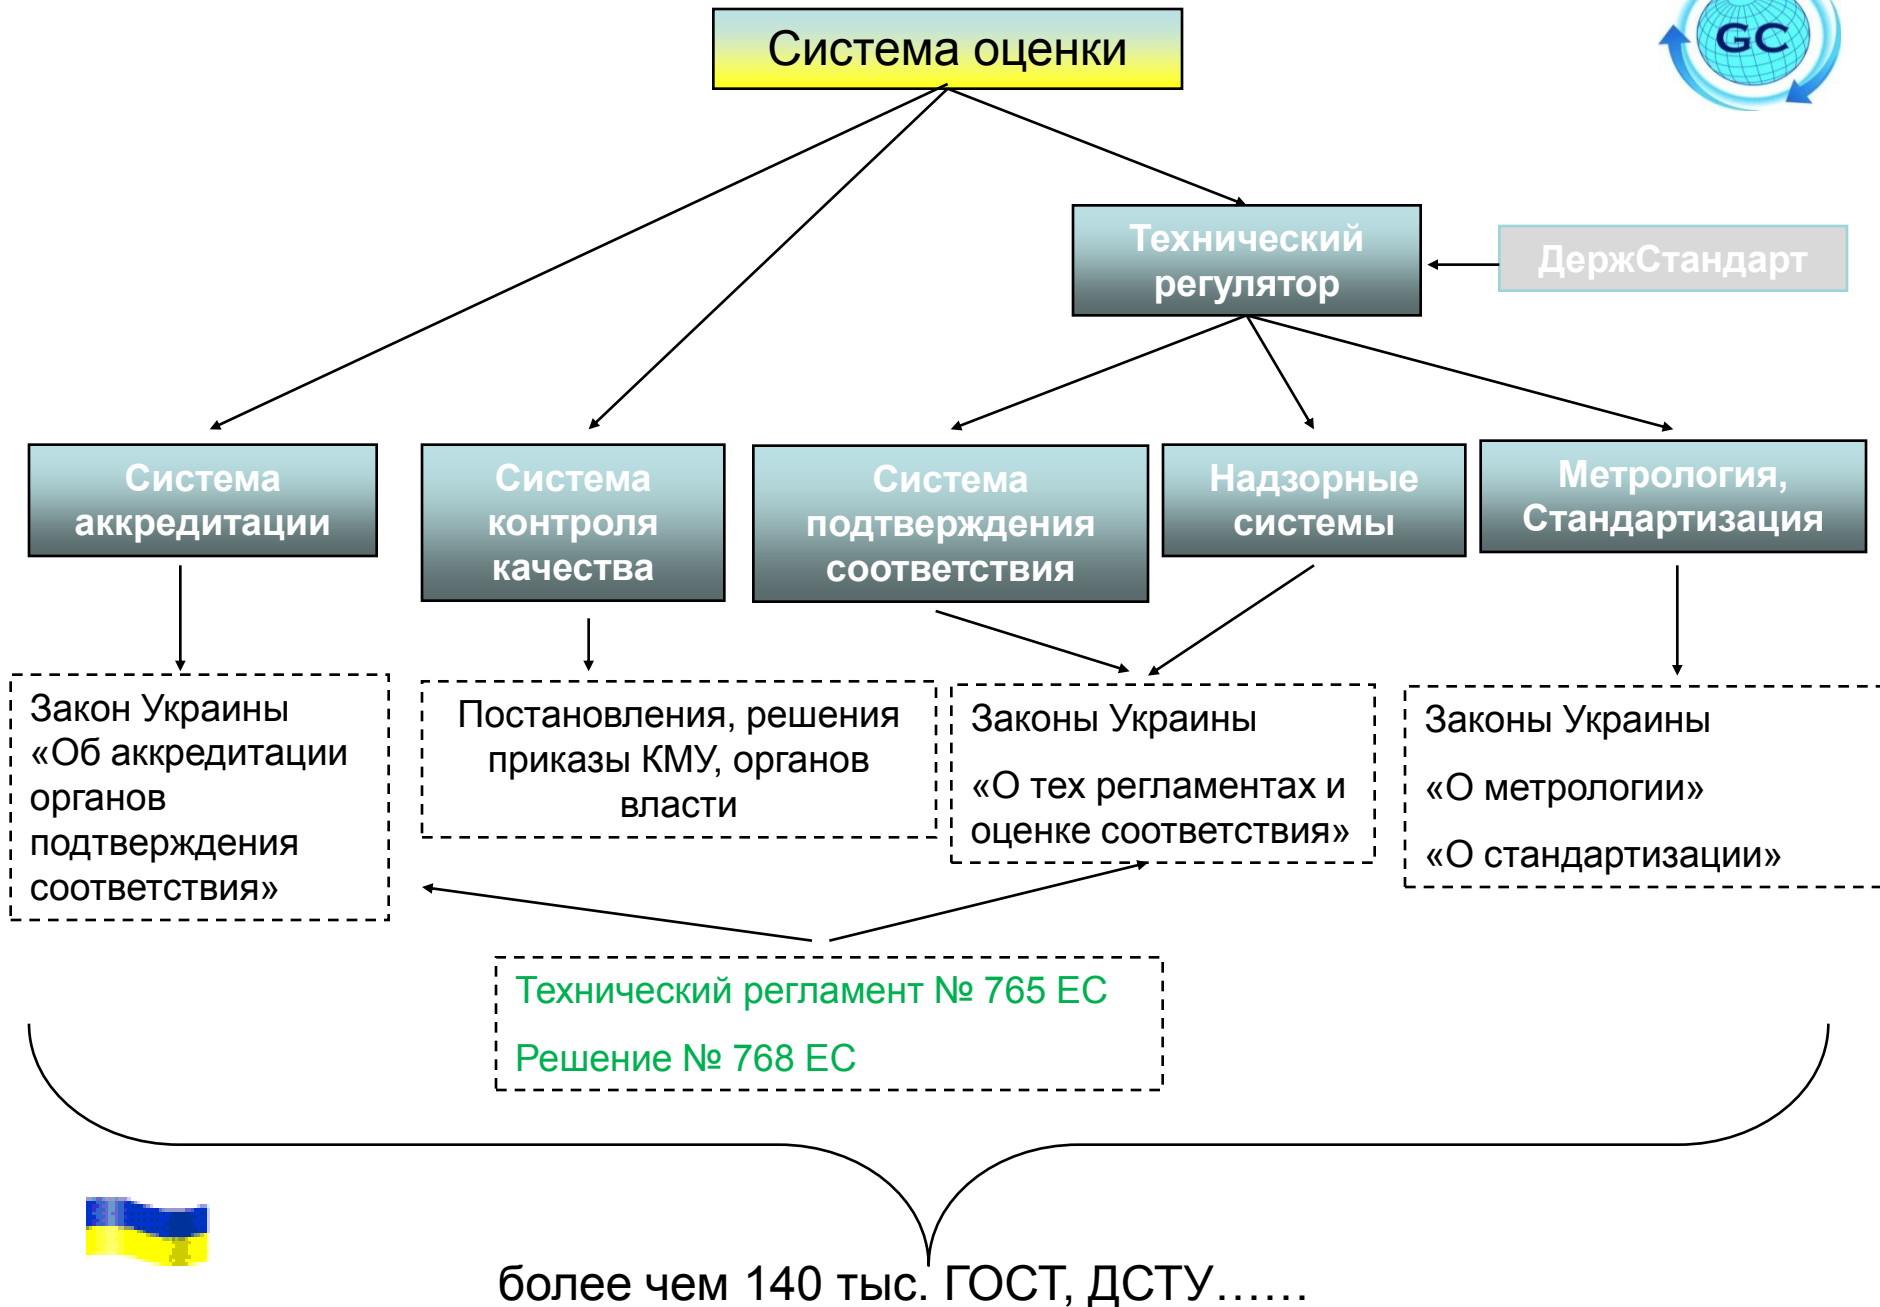 Система оценки
GC
Технический
регулятор
ДержСтандарт
Система
аккредитации
Система
контроля
качества
Система
подтверждения
соответствия
Надзорные
системы
Метрология,
Стандартизация
Закон Украины
«Об аккредитации
органов
подтверждения
соответствия»
Постановления, решения
приказы КМУ, органов
власти
Законы Украины
«О тех регламентах и
оценке соответствия»
Законы Украины
«О метрологии»
«О стандартизации»
Технический регламент № 765 ЕС
Решение № 768 ЕС
более чем 140 тыс. ГОСТ, ДСТУ……